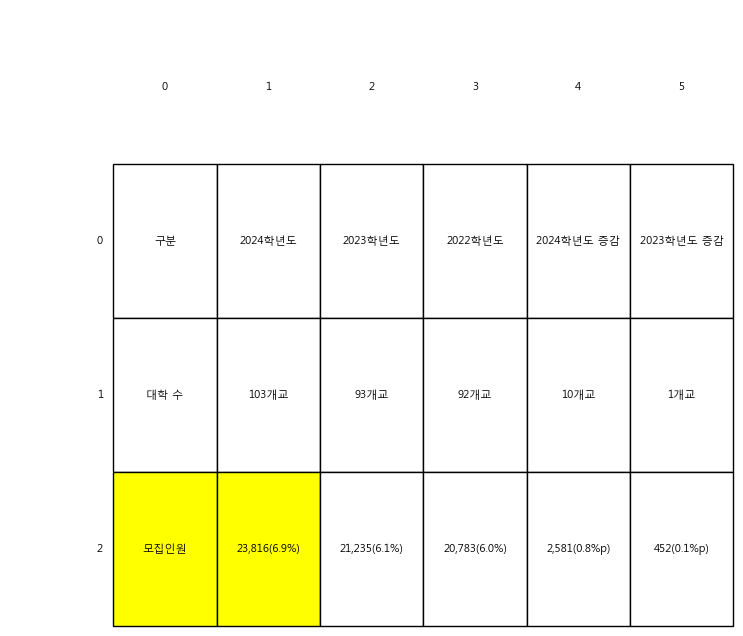 0 1 2 3 4 5
0 구분 2024학년도 2023학년도 2022학년도 2024학년도 증감 2023학년도 증감
1 대학 수 103개교 93개교 92개교 10개교 1개교
2 모집인원 23,816(6.9%) 21,235(6.1%) 20,783(6.0%) 2,581(0.8%p) 452(0.1%p)